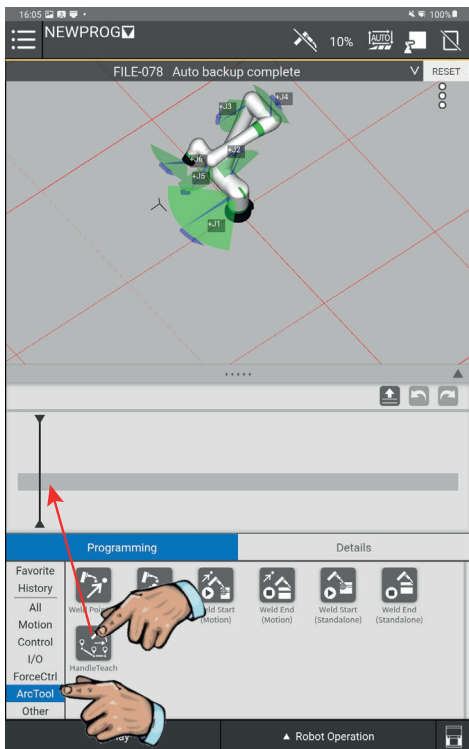 16:05
100%
NEWPROG
10%
AUTO
FILE-078 Auto backup complete
RESET
+J4
+J3
+J2
+J6
+J5
+J1
Programming
Details
Favorite
History
All
Motion
Control
I/O
ForceCtrl
ArcTool
Other
Weld
Weld Start
(Motion)
Weld End
(Motion)
Weld Start
(Standalone)
Weld End
(Standalone)
HandleTeach
Robot Operation